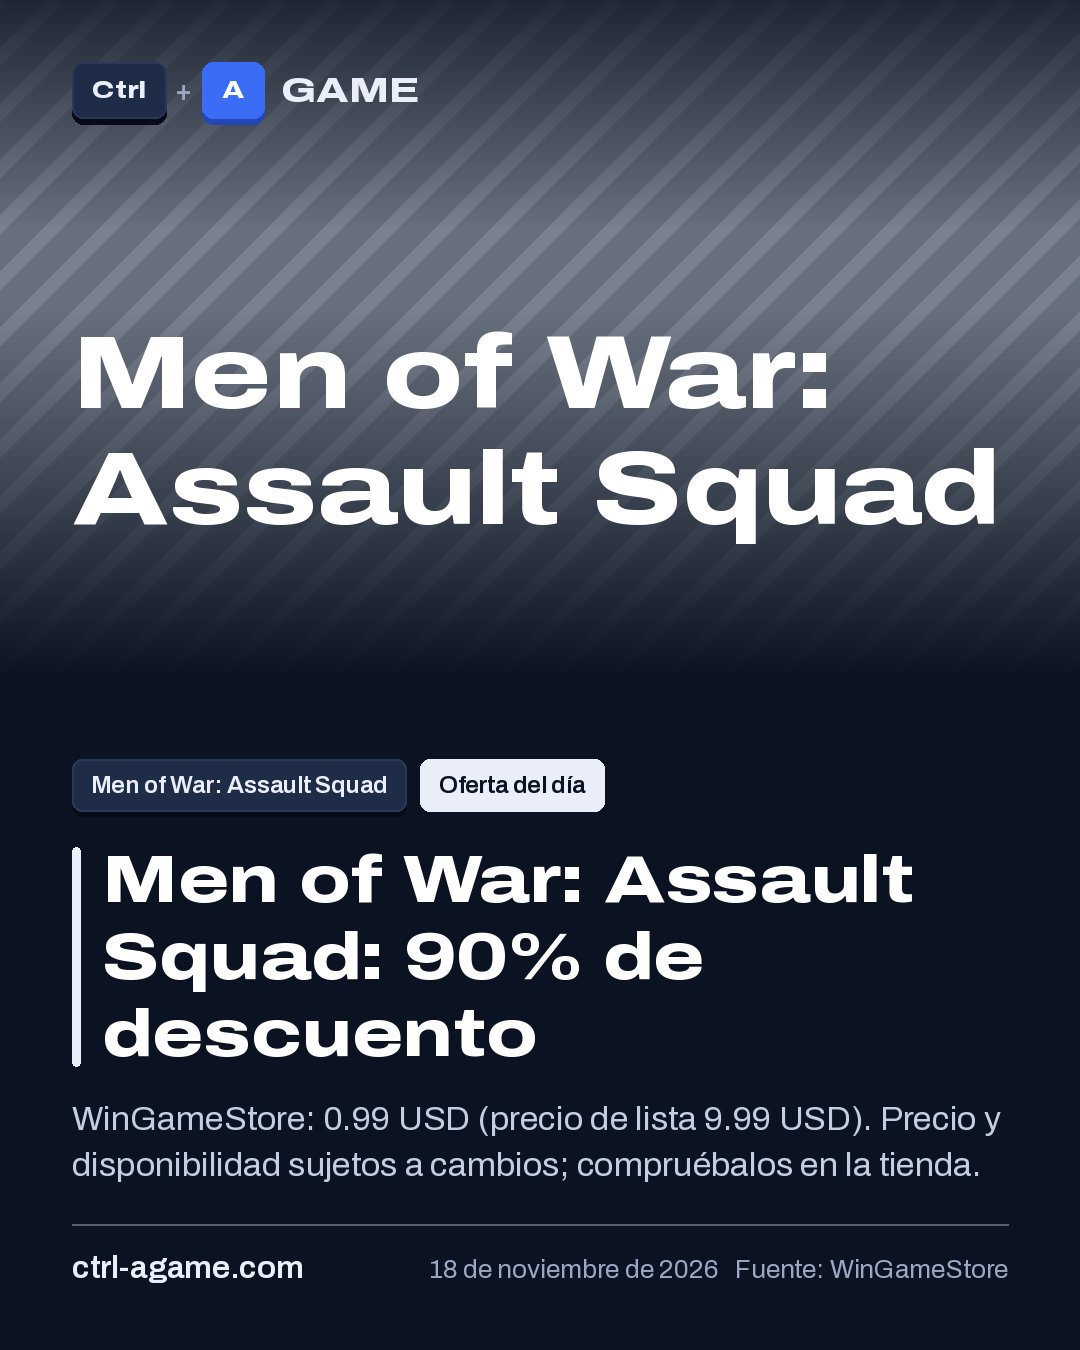 Ctrl + A GAME
Men of War:
Assault Squad
Men of War: Assault Squad Oferta del día
Men of War: Assault
Squad: 90% de
descuento
WinGameStore: 0.99 USD (precio de lista 9.99 USD). Precio y
disponibilidad sujetos a cambios; compruébalos en la tienda.
ctrl-agame.com 18 de noviembre de 2026 Fuente: WinGameStore